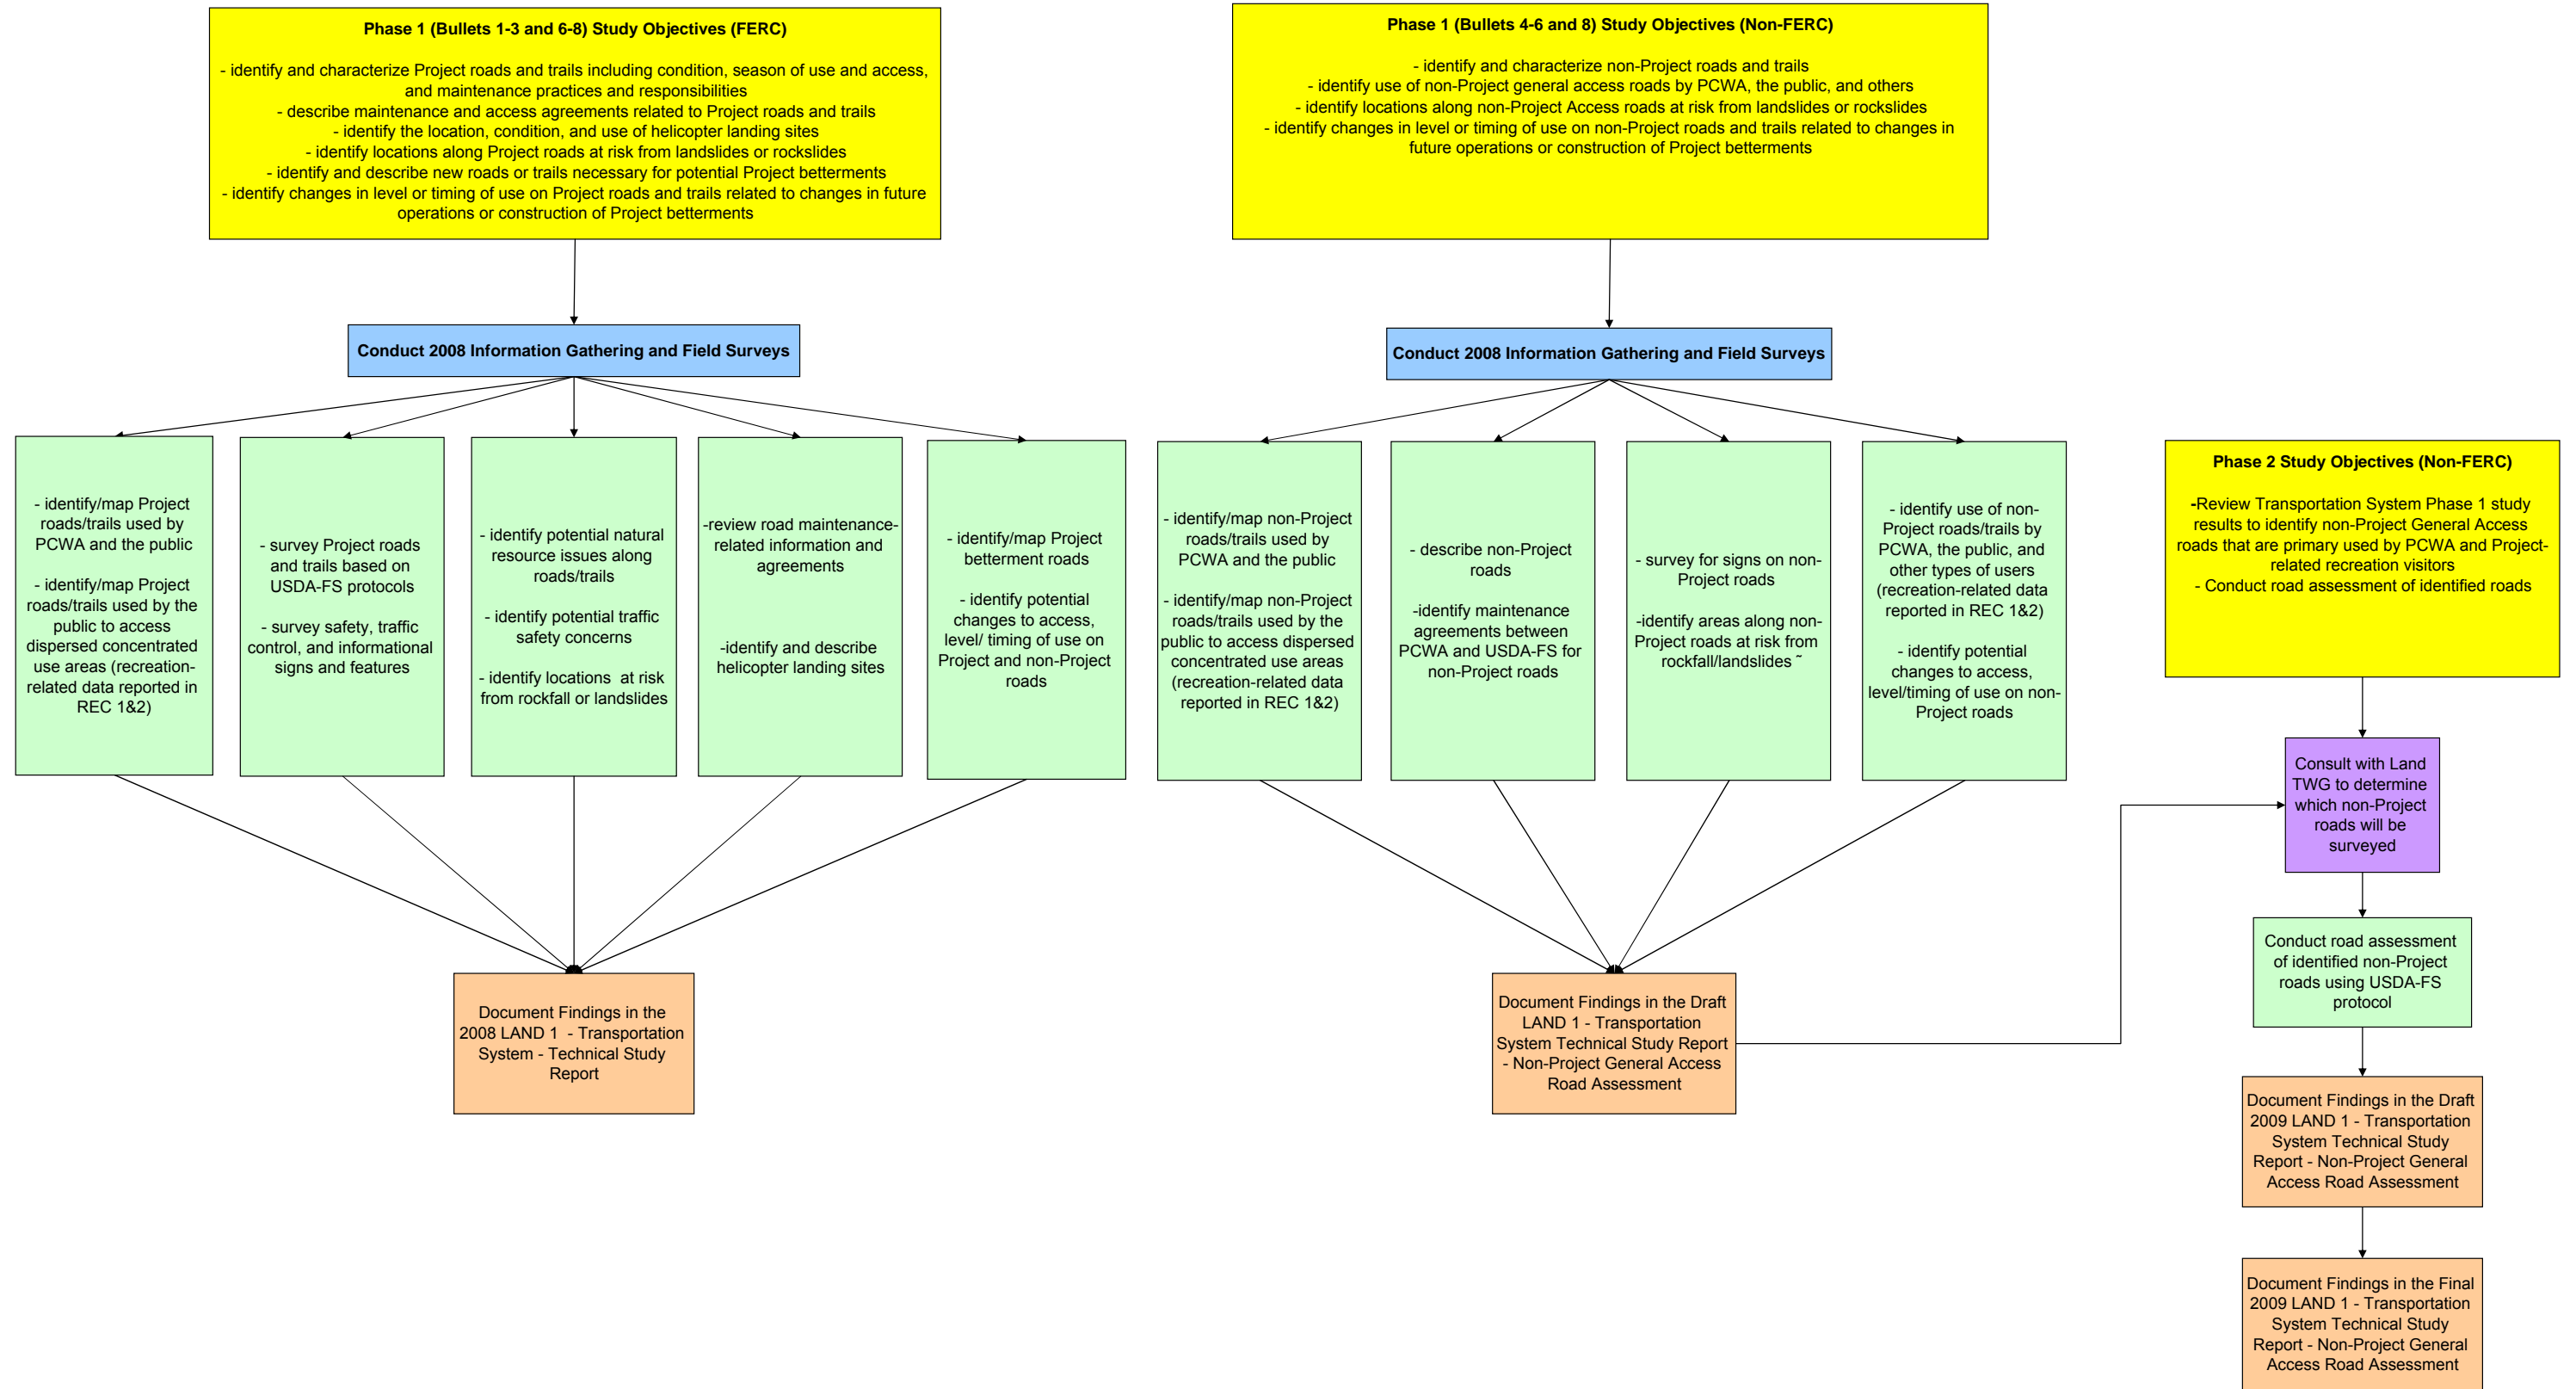 Phase 1 (Bullets 1-3 and 6-8) Study Objectives (FERC)
- identify and characterize Project roads and trails including condition, season of use and access,
and maintenance practices and responsibilities
- describe maintenance and access agreements related to Project roads and trails
- identify the location, condition, and use of helicopter landing sites
- identify locations along Project roads at risk from landslides or rockslides
- identify and describe new roads or trails necessary for potential Project betterments
- identify changes in level or timing of use on Project roads and trails related to changes in future
operations or construction of Project betterments
Conduct 2008 Information Gathering and Field Surveys
- identify/map Project
roads/trails used by
PCWA and the public
- identify/map Project
roads/trails used by the
public to access
dispersed concentrated
use areas (recreation-
related data reported in
REC 1&2)
- survey Project roads
and trails based on
USDA-FS protocols
- survey safety, traffic
control, and informational
signs and features
- identify potential natural
resource issues along
roads/trails
- identify potential traffic
safety concerns
- identify locations  at risk
from rockfall or landslides
-review road maintenance-
related information and
agreements
-identify and describe
helicopter landing sites
- identify/map Project
betterment roads
- identify potential
changes to access,
level/ timing of use on
Project and non-Project
roads
Document Findings in the
2008 LAND 1  - Transportation
System - Technical Study
Report
Phase 1 (Bullets 4-6 and 8) Study Objectives (Non-FERC)
- identify and characterize non-Project roads and trails
- identify use of non-Project general access roads by PCWA, the public, and others
- identify locations along non-Project Access roads at risk from landslides or rockslides
- identify changes in level or timing of use on non-Project roads and trails related to changes in
future operations or construction of Project betterments
Conduct 2008 Information Gathering and Field Surveys
- identify/map non-Project
roads/trails used by
PCWA and the public
- identify/map non-Project
roads/trails used by the
public to access dispersed
concentrated use areas
(recreation-related data
reported in REC 1&2)
- describe non-Project
roads
-identify maintenance
agreements between
PCWA and USDA-FS for
non-Project roads
- survey for signs on non-
Project roads
-identify areas along non-
Project roads at risk from
rockfall/landslides ˜
- identify use of non-
Project roads/trails by
PCWA, the public, and
other types of users
(recreation-related data
reported in REC 1&2)
- identify potential
changes to access,
level/timing of use on non-
Project roads
Document Findings in the Draft
LAND 1 - Transportation
System Technical Study Report
- Non-Project General Access
Road Assessment
Phase 2 Study Objectives (Non-FERC)
-Review Transportation System Phase 1 study
results to identify non-Project General Access
roads that are primary used by PCWA and Project-
related recreation visitors
- Conduct road assessment of identified roads
Consult with Land
TWG to determine
which non-Project
roads will be
surveyed
Conduct road assessment
of identified non-Project
roads using USDA-FS
protocol
Document Findings in the Draft
2009 LAND 1 - Transportation
System Technical Study
Report - Non-Project General
Access Road Assessment
Document Findings in the Final
2009 LAND 1 - Transportation
System Technical Study
Report - Non-Project General
Access Road Assessment